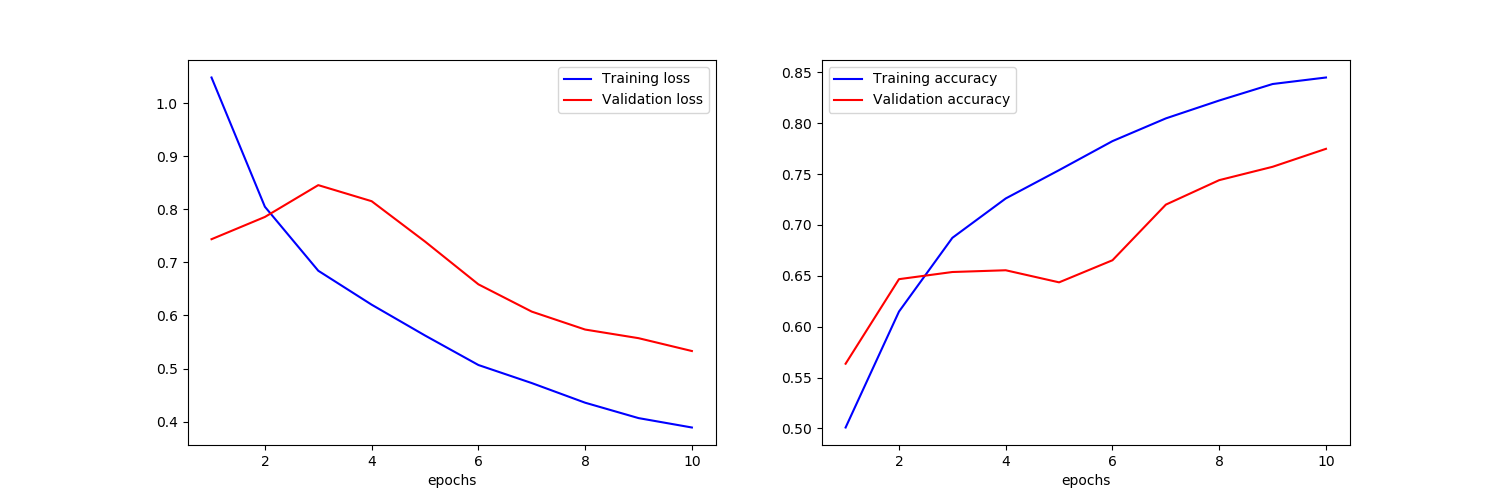 Training loss
Validation loss
1.0
0.9
0.8
0.7
0.6
0.5
0.4
2 4 6 8 10
epochs
Training accuracy
Validation accuracy
0.85
0.80
0.75
0.70
0.65
0.60
0.55
0.50
2 4 6 8 10
epochs